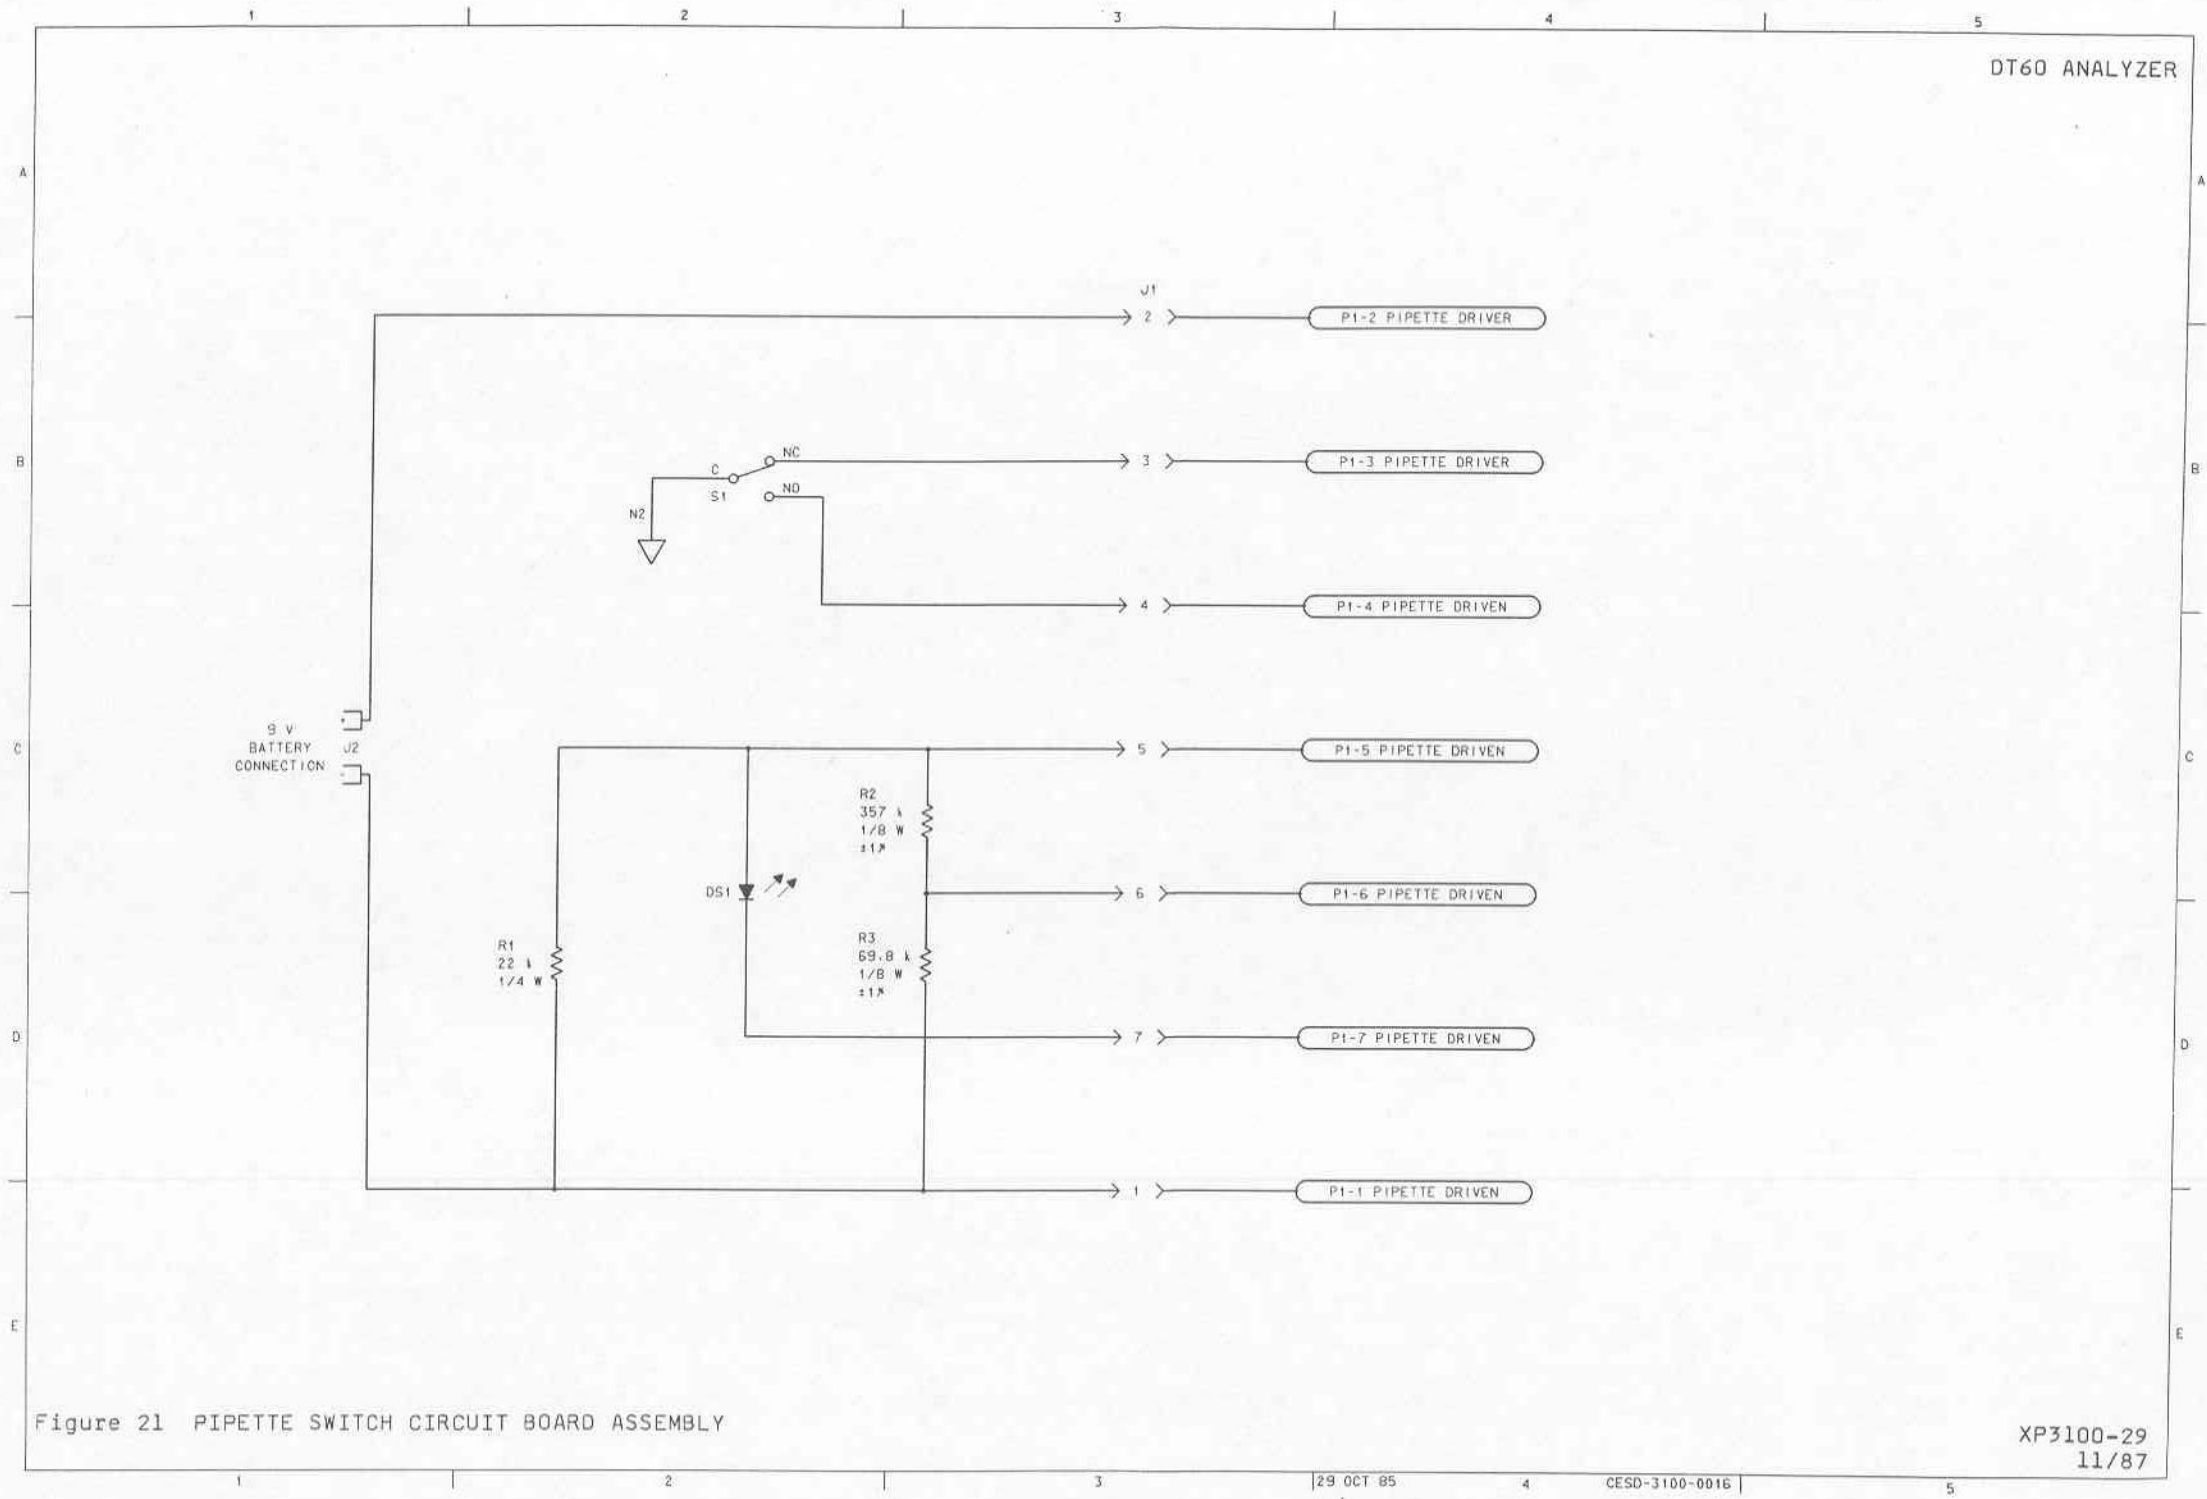 1 2 3 4 5
DT60 ANALYZER
A
A
J1
2
P1-2 PIPETTE DRIVER
B
B
C
NC
S1
NO
N2
3
P1-3 PIPETTE DRIVER
4
P1-4 PIPETTE DRIVEN
C
C
9 V
BATTERY
CONNECTION
J2
5
P1-5 PIPETTE DRIVEN
R2
357 k
1/8 W
±1%
DS1
6
P1-6 PIPETTE DRIVEN
R1
22 k
1/4 W
R3
69.8 k
1/8 W
±1%
D
D
7
P1-7 PIPETTE DRIVEN
1
P1-1 PIPETTE DRIVEN
E
E
Figure 21 PIPETTE SWITCH CIRCUIT BOARD ASSEMBLY
XP3100-29
11/87
1 2 3 29 OCT 85 4 CESD-3100-0016 5